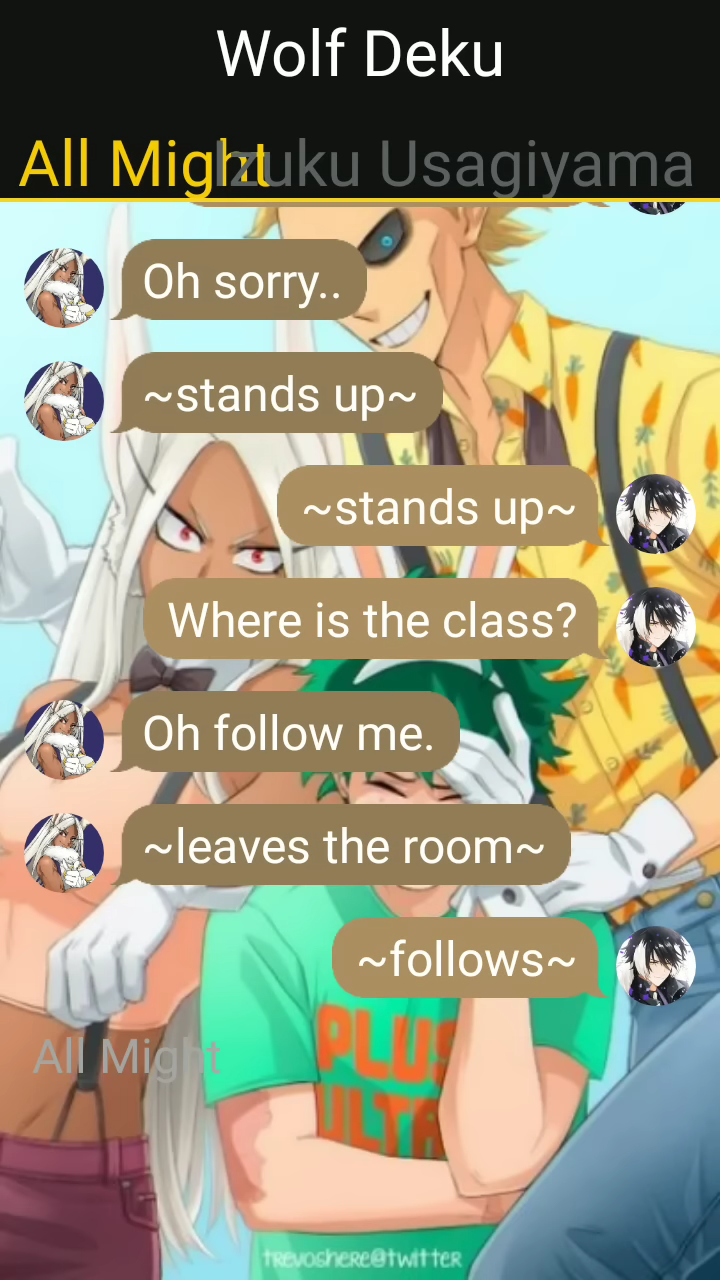 Wolf Deku
All Might
Izuku Usagiyama
Oh sorry..
~stands up~
~stands up~
Where is the class?
Oh follow me.
~leaves the room~
~follows~
All Might
PLUS
ULTRA
trevoshere@twitter